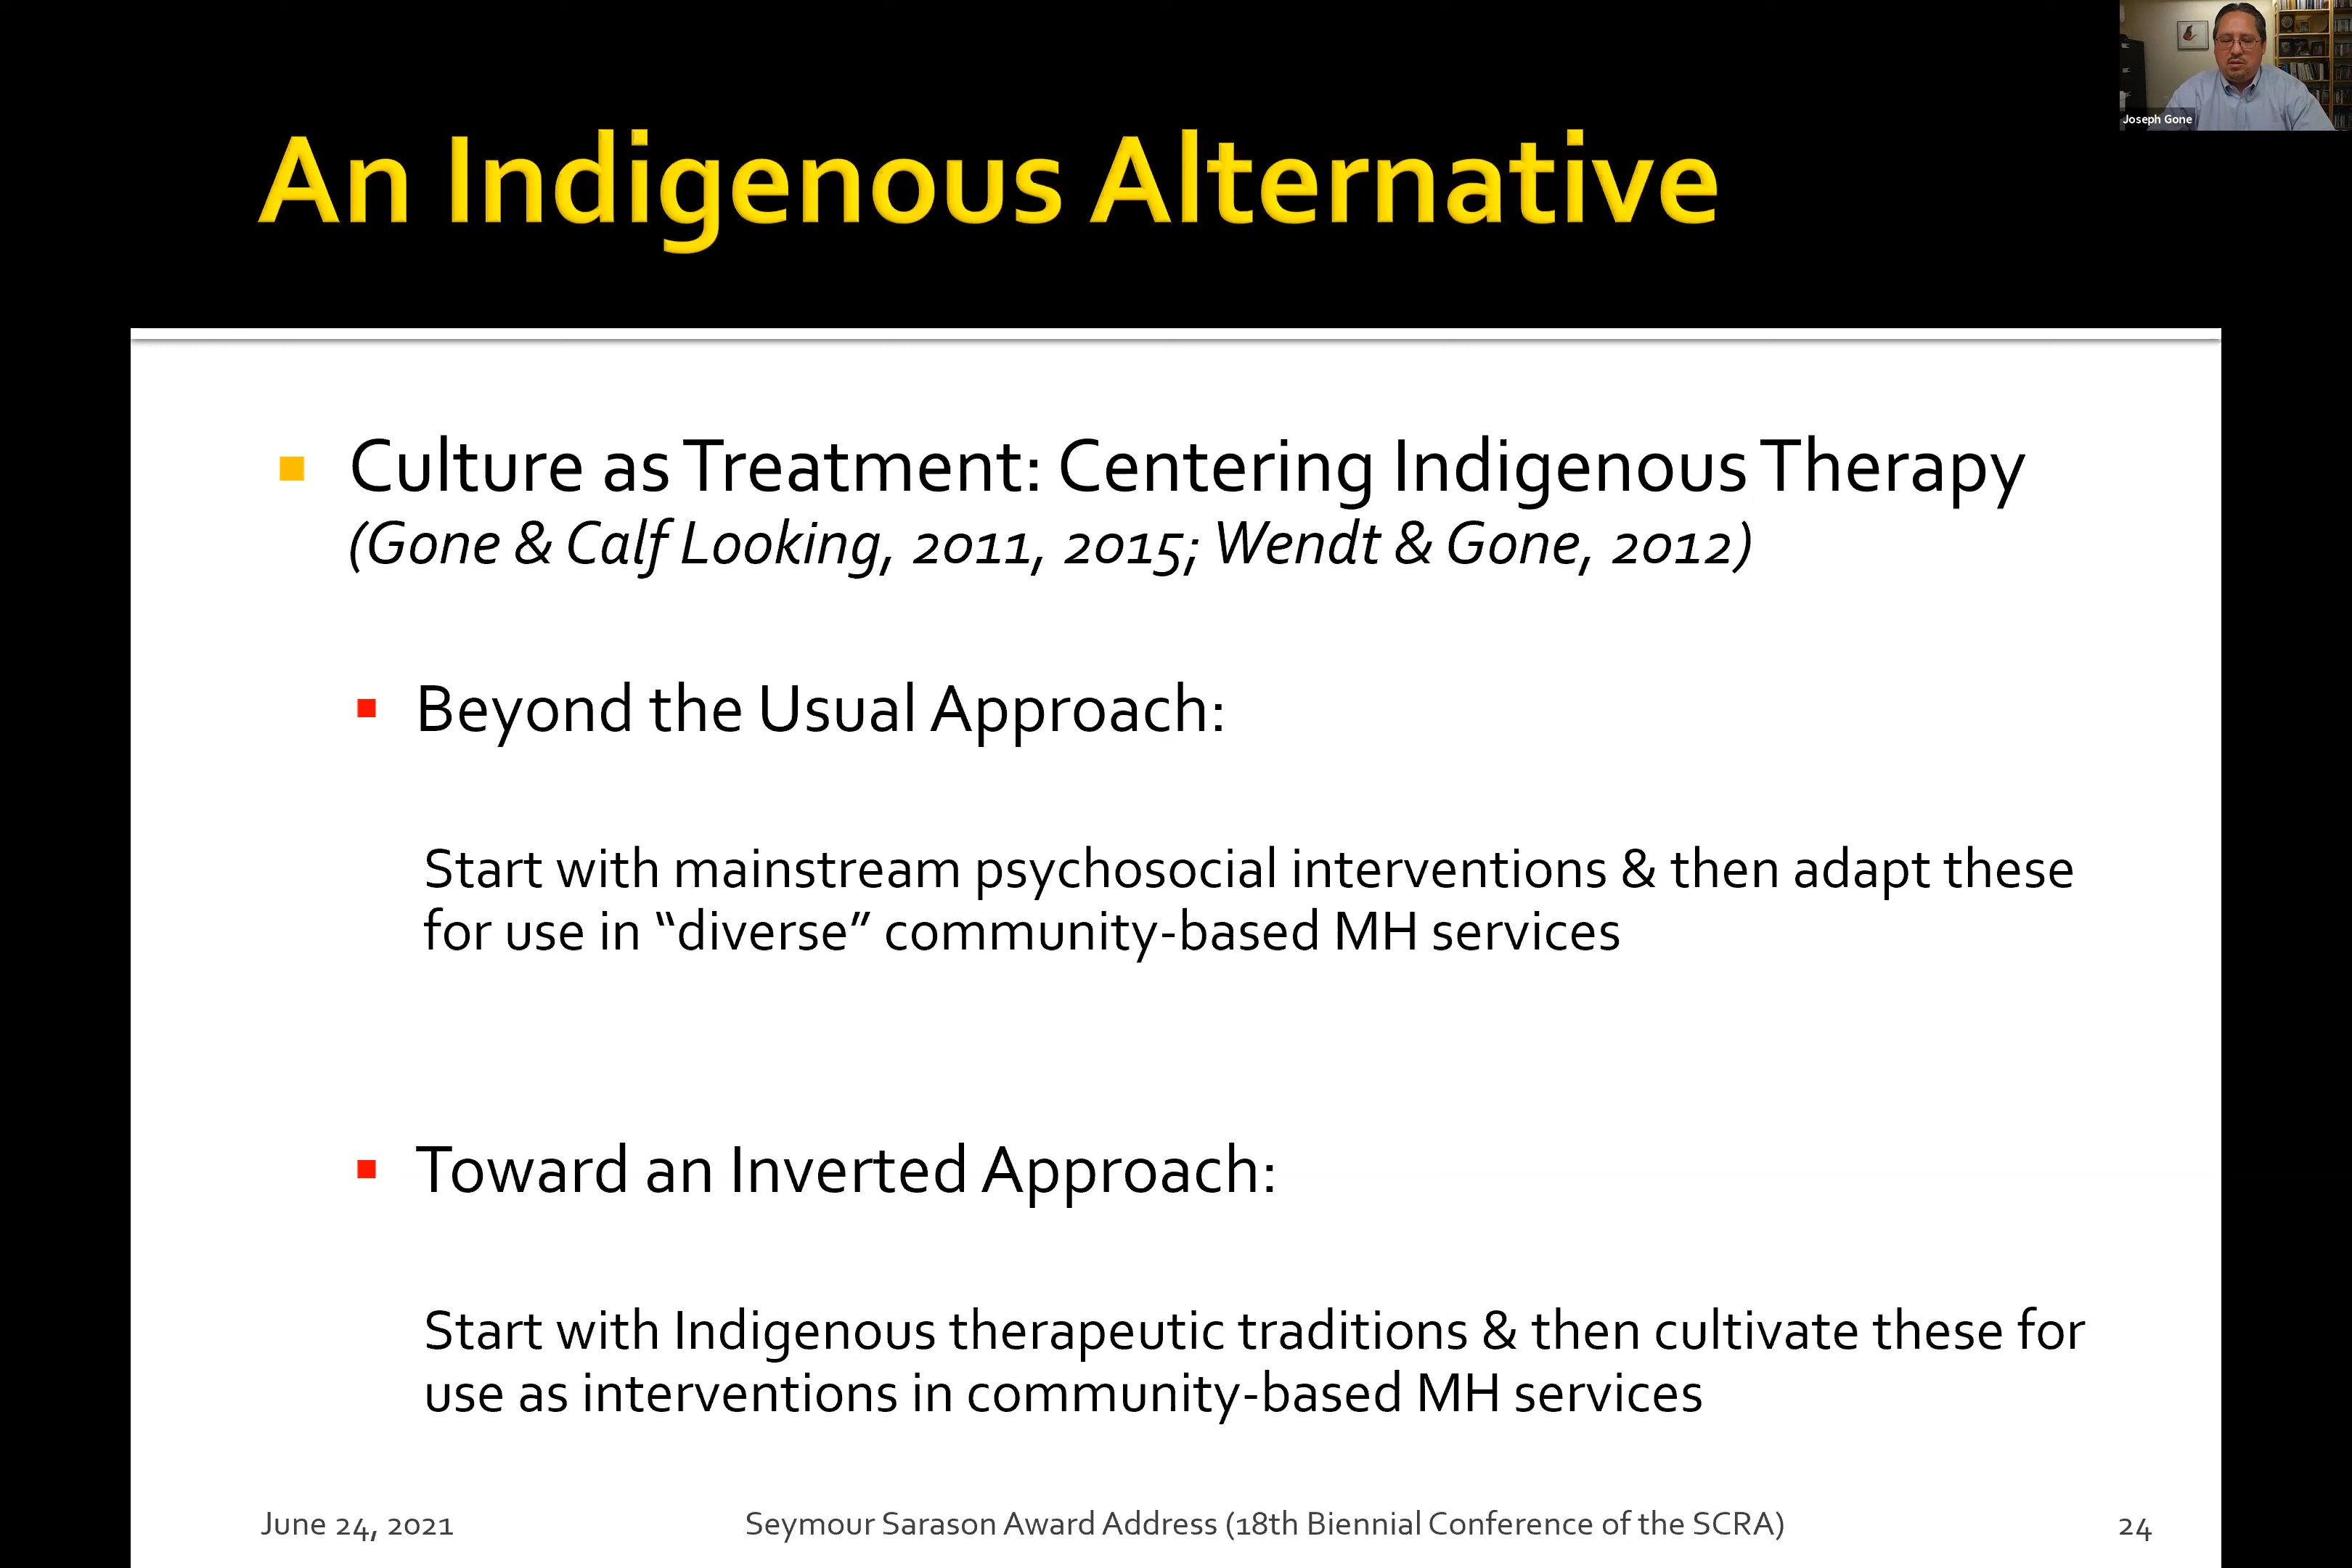 Joseph Gone
An Indigenous Alternative
Culture as Treatment: Centering Indigenous Therapy
(Gone & Calf Looking, 2011, 2015; Wendt & Gone, 2012)
Beyond the Usual Approach:
Start with mainstream psychosocial interventions & then adapt these
for use in “diverse” community-based MH services
Toward an Inverted Approach:
Start with Indigenous therapeutic traditions & then cultivate these for
use as interventions in community-based MH services
June 24, 2021 Seymour Sarason Award Address (18th Biennial Conference of the SCRA) 24